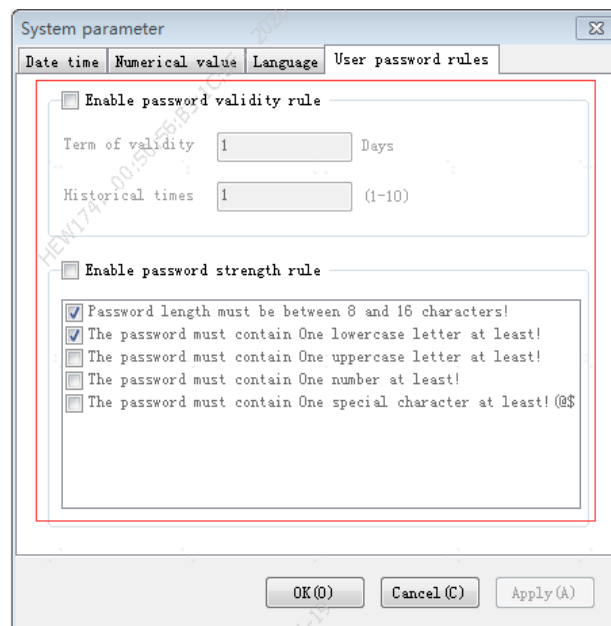 System parameter
Date time Numerical value Language User password rules
Enable password validity rule
Term of validity 1 Days
Historical times 1 (1-10)
Enable password strength rule
Password length must be between 8 and 16 characters!
The password must contain One lowercase letter at least!
The password must contain One uppercase letter at least!
The password must contain One number at least!
The password must contain One special character at least!(@$
OK(O) Cancel(C) Apply(A)